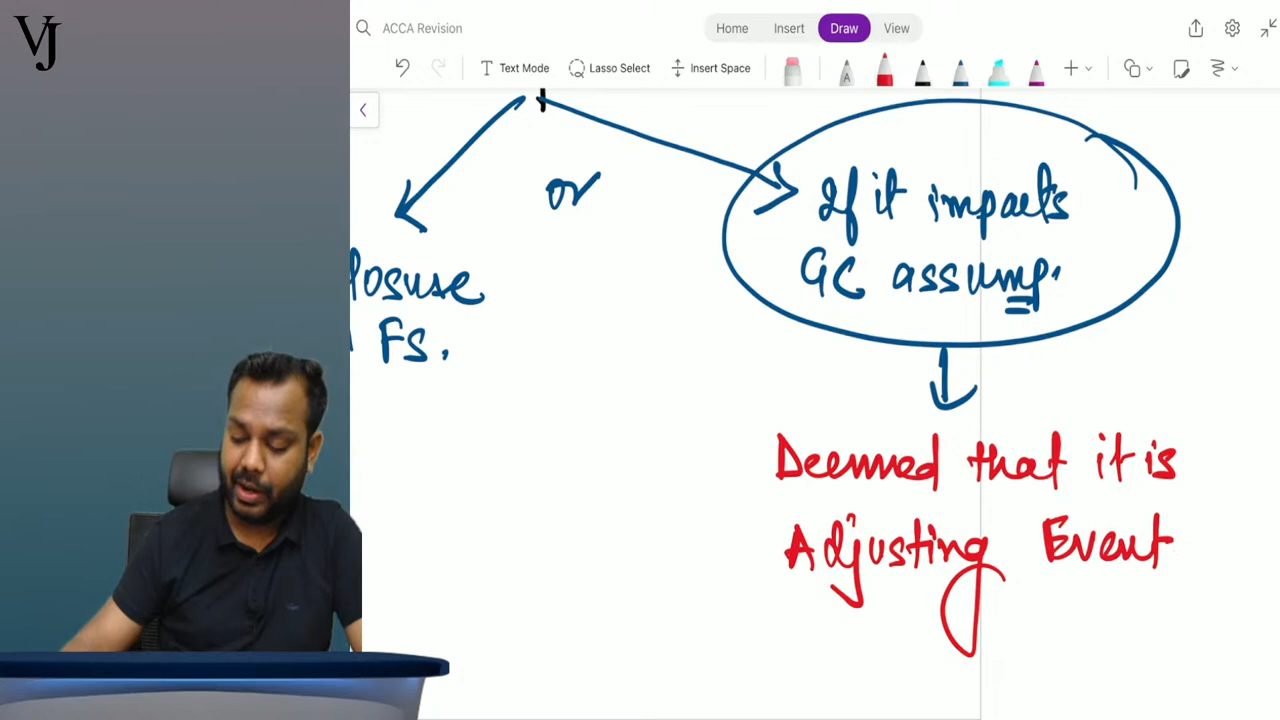 VJ
ACCA Revision
Home Insert Draw View
Text Mode Lasso Select Insert Space
or
If it impacts
GC assump.
losure
FS.
Deemed that it is
Adjusting Event